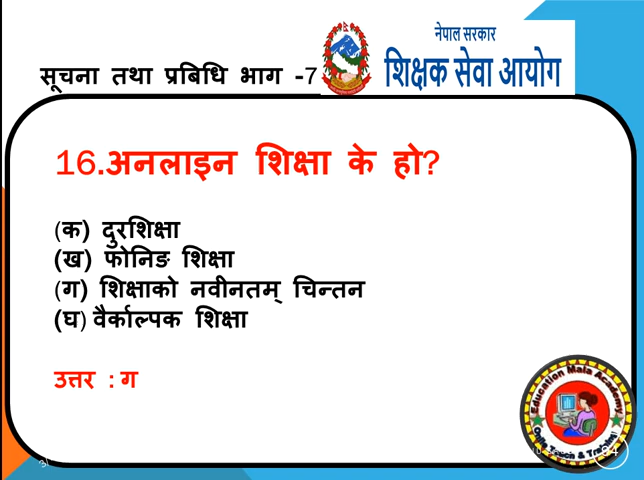 नेपाल सरकार
शिक्षक सेवा आयोग
सूचना तथा प्रबिधि भाग -7
16.अनलाइन शिक्षा के हो?
(क) दुरशिक्षा
(ख) फोनिङ शिक्षा
(ग) शिक्षाको नवीनतम् चिन्तन
(घ) वैर्काल्पक शिक्षा
उत्तर : ग
Education Mala Academy